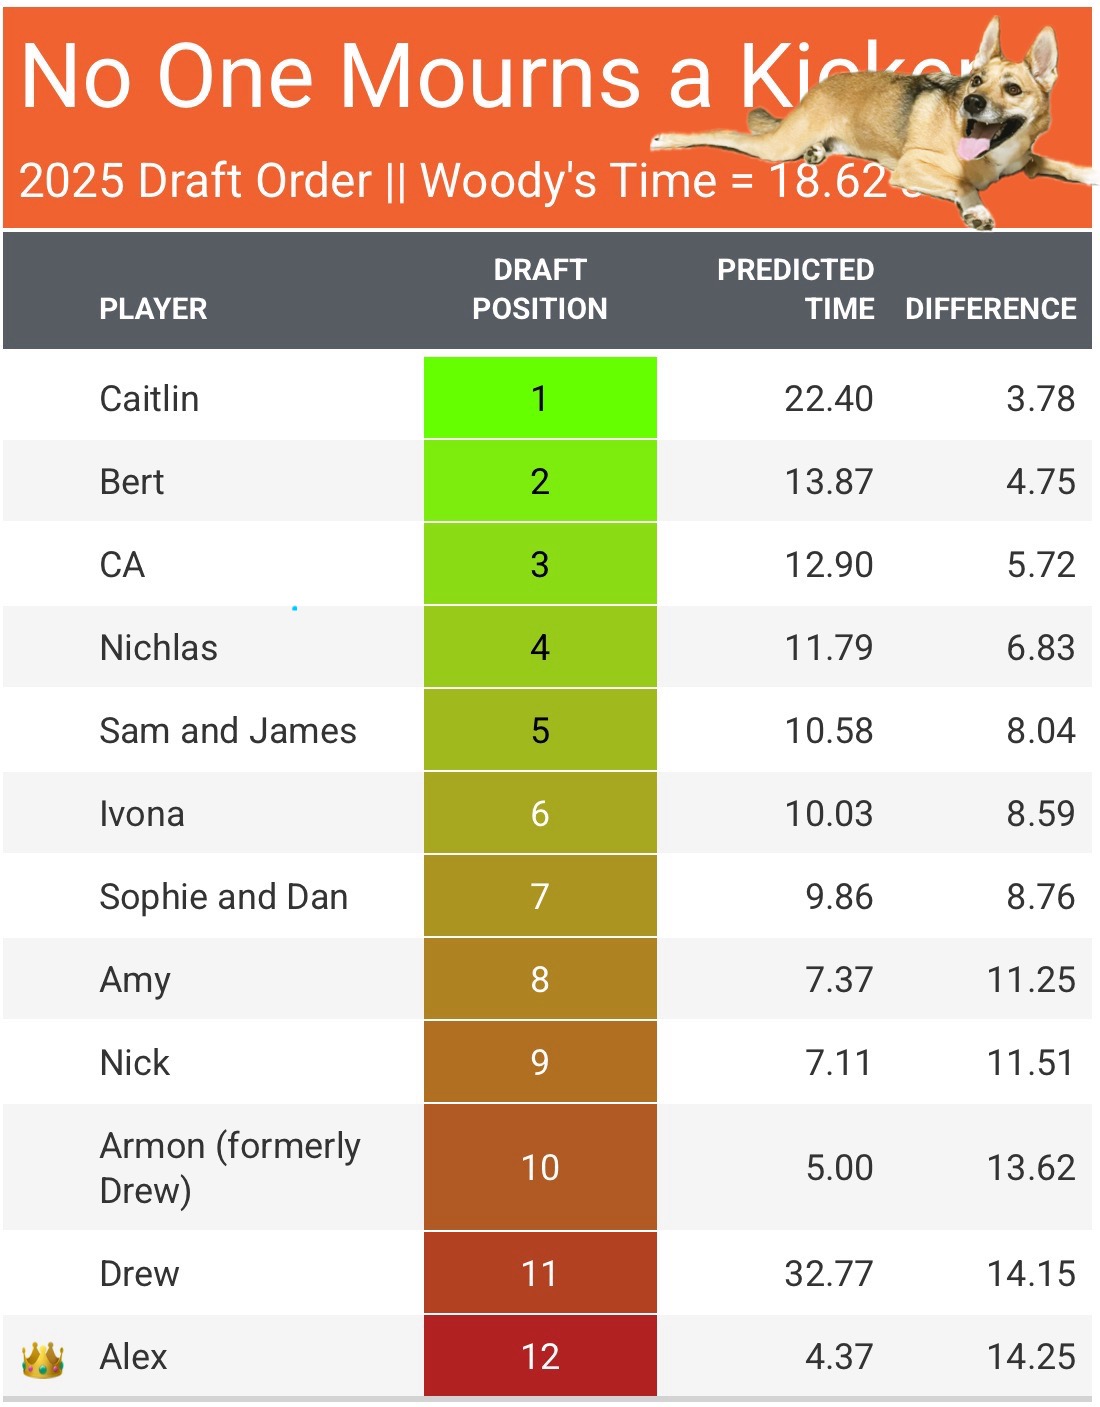 No One Mourns a Kicker
2025 Draft Order || Woody's Time = 18.62
PLAYER DRAFT POSITION PREDICTED TIME DIFFERENCE
Caitlin 1 22.40 3.78
Bert 2 13.87 4.75
CA 3 12.90 5.72
Nichlas 4 11.79 6.83
Sam and James 5 10.58 8.04
Ivona 6 10.03 8.59
Sophie and Dan 7 9.86 8.76
Amy 8 7.37 11.25
Nick 9 7.11 11.51
Armon (formerly Drew) 10 5.00 13.62
Drew 11 32.77 14.15
Alex 12 4.37 14.25